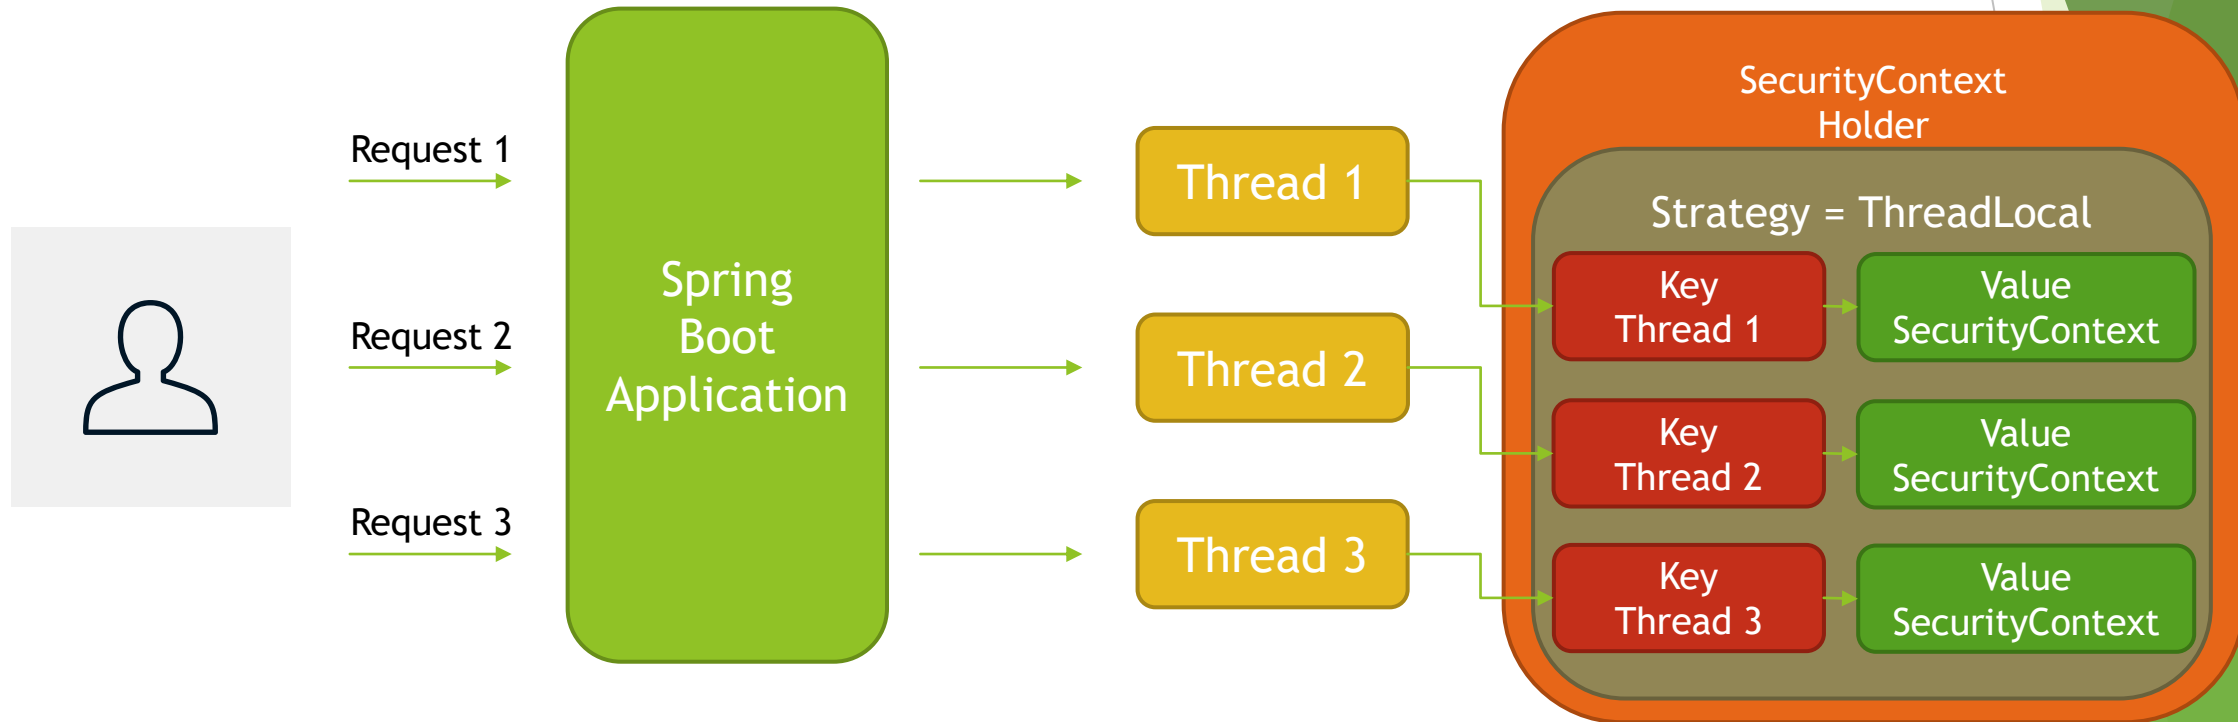 Request 1
Request 2
Request 3
Spring
Boot
Application
Thread 1
Thread 2
Thread 3
SecurityContext
Holder
Strategy = ThreadLocal
Key
Thread 1
Value
SecurityContext
Key
Thread 2
Value
SecurityContext
Key
Thread 3
Value
SecurityContext